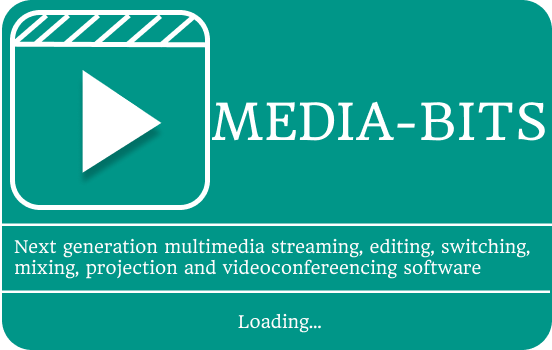 MEDIA-BITS
Next generation multimedia streaming, editing, switching,
mixing, projection and videoconfereencing software
Loading...